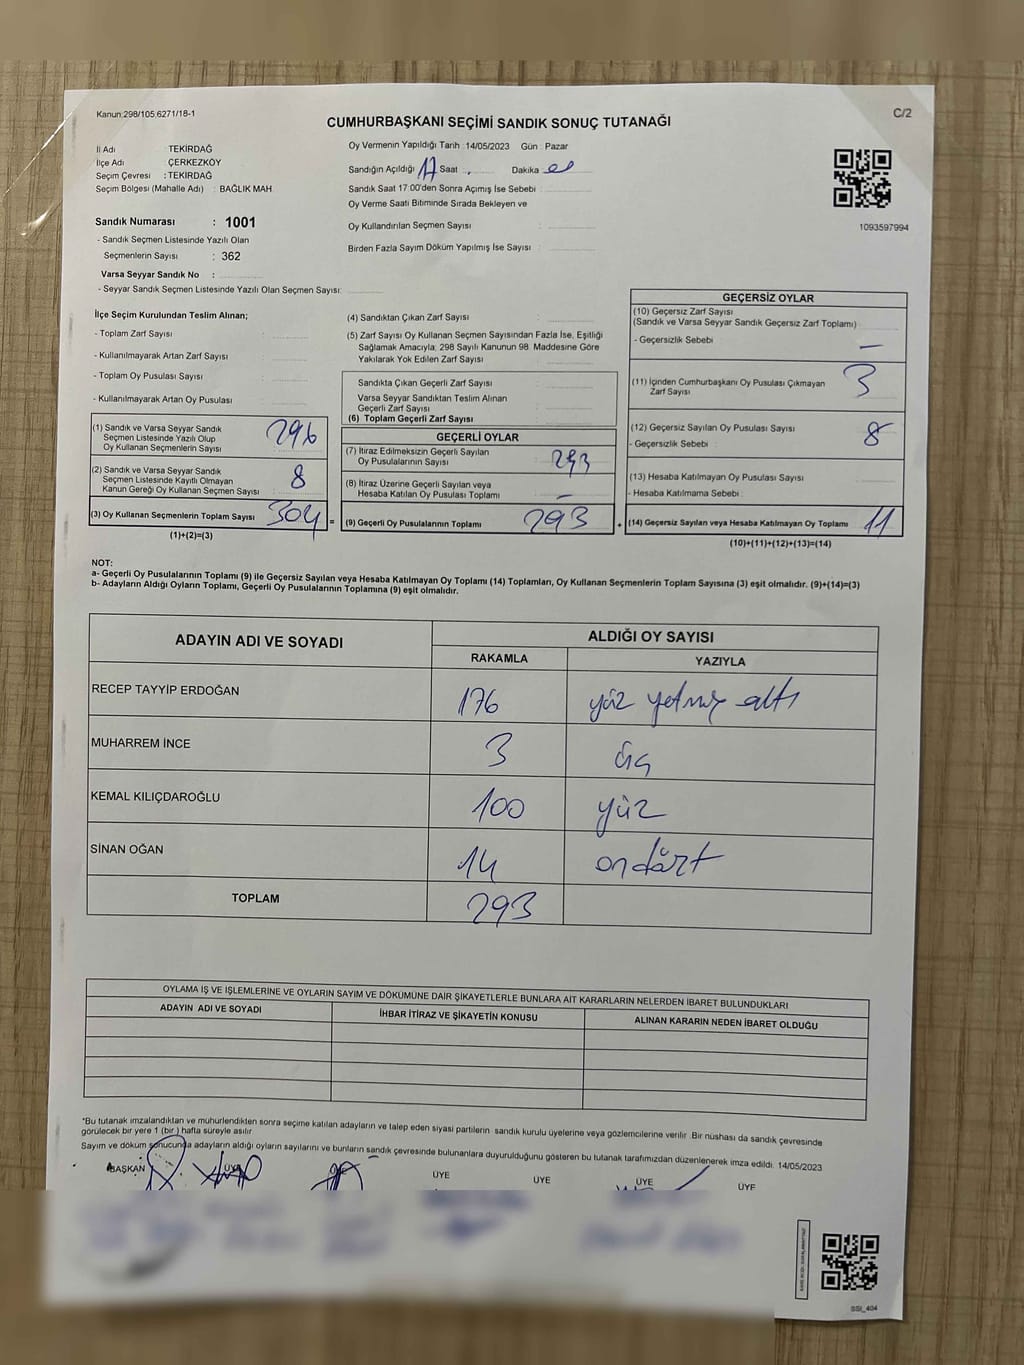 Kanun:298/105,6271/18-1
C/2
CUMHURBAŞKANI SEÇİMİ SANDIK SONUÇ TUTANAĞI
İl Adı : TEKİRDAĞ
İlçe Adı : ÇERKEZKÖY
Seçim Çevresi : TEKİRDAĞ
Seçim Bölgesi (Mahalle Adı) : BAĞLIK MAH
Sandık Numarası : 1001
- Sandık Seçmen Listesinde Yazılı Olan
Seçmenlerin Sayısı : 362
Varsa Seyyar Sandık No :
- Seyyar Sandık Seçmen Listesinde Yazılı Olan Seçmen Sayısı:
Oy Vermenin Yapıldığı Tarih :14/05/2023 Gün : Pazar
Sandığın Açıldığı 17 Saat : Dakika
Sandık Saat 17:00'den Sonra Açımış İse Sebebi :
Oy Verme Saati Bitiminde Sırada Bekleyen ve
Oy Kullandırılan Seçmen Sayısı :
Birden Fazla Sayım Döküm Yapılmış İse Sayısı :
1093597994
İlçe Seçim Kurulundan Teslim Alınan;
- Toplam Zarf Sayısı :
- Kullanılmayarak Artan Zarf Sayısı :
- Toplam Oy Pusulası Sayısı :
- Kullanılmayarak Artan Oy Pusulası :
(1) Sandık ve Varsa Seyyar Sandık
Seçmen Listesinde Yazılı Olup
Oy Kullanan Seçmenlerin Sayısı 296
(2) Sandık ve Varsa Seyyar Sandık
Seçmen Listesinde Kayıtlı Olmayan
Kanun Gereği Oy Kullanan Seçmen Sayısı 8
(3) Oy Kullanan Seçmenlerin Toplam Sayısı 304 =
(1)+(2)=(3)
(4) Sandıktan Çıkan Zarf Sayısı :
(5) Zarf Sayısı Oy Kullanan Seçmen Sayısından Fazla İse, Eşitliği
Sağlamak Amacıyla; 298 Sayılı Kanunun 98. Maddesine Göre
Yakılarak Yok Edilen Zarf Sayısı :
Sandıkta Çıkan Geçerli Zarf Sayısı :
Varsa Seyyar Sandıktan Teslim Alınan
Geçerli Zarf Sayısı :
(6) Toplam Geçerli Zarf Sayısı :
GEÇERLİ OYLAR
(7) İtiraz Edilmeksizin Geçerli Sayılan
Oy Pusulalarının Sayısı 293
(8) İtiraz Üzerine Geçerli Sayılan veya
Hesaba Katılan Oy Pusulası Toplamı -
(9) Geçerli Oy Pusulalarının Toplamı 293 +
GEÇERSİZ OYLAR
(10) Geçersiz Zarf Sayısı
(Sandık ve Varsa Seyyar Sandık Geçersiz Zarf Toplamı)
- Geçersizlik Sebebi : -
(11) İçinden Cumhurbaşkanı Oy Pusulası Çıkmayan
Zarf Sayısı 3
(12) Geçersiz Sayılan Oy Pusulası Sayısı 8
- Geçersizlik Sebebi :
(13) Hesaba Katılmayan Oy Pusulası Sayısı
- Hesaba Katılmama Sebebi :
(14) Geçersiz Sayılan veya Hesaba Katılmayan Oy Toplamı 11
(10)+(11)+(12)+(13)=(14)
NOT:
a- Geçerli Oy Pusulalarının Toplamı (9) ile Geçersiz Sayılan veya Hesaba Katılmayan Oy Toplamı (14) Toplamları, Oy Kullanan Seçmenlerin Toplam Sayısına (3) eşit olmalıdır. (9)+(14)=(3)
b- Adayların Aldığı Oyların Toplamı, Geçerli Oy Pusulalarının Toplamına (9) eşit olmalıdır.
ADAYIN ADI VE SOYADI
ALDIĞI OY SAYISI
RAKAMLA YAZIYLA
RECEP TAYYİP ERDOĞAN 176 yüz yetmiş altı
MUHARREM İNCE 3 üç
KEMAL KILIÇDAROĞLU 100 yüz
SİNAN OĞAN 14 ondört
TOPLAM 293
OYLAMA İŞ VE İŞLEMLERİNE VE OYLARIN SAYIM VE DÖKÜMÜNE DAİR ŞİKAYETLERLE BUNLARA AİT KARARLARIN NELERDEN İBARET BULUNDUKLARI
ADAYIN ADI VE SOYADI İHBAR İTİRAZ VE ŞİKAYETİN KONUSU ALINAN KARARIN NEDEN İBARET OLDUĞU
*Bu tutanak imzalandıktan ve mühürlendikten sonra seçime katılan adayların ve talep eden siyasi partilerin sandık kurulu üyelerine veya gözlemcilerine verilir .Bir nüshası da sandık çevresinde
görülecek bir yere 1 (bir ) hafta süreyle asılır.
Sayım ve döküm sonucunda adayların aldığı oyların sayılarını ve bunların sandık çevresinde bulunanlara duyurulduğunu gösteren bu tutanak tarafımızdan düzenlenerek imza edildi. 14/05/2023
BAŞKAN ÜYE ÜYE ÜYE ÜYE ÜYE
SSİ_404